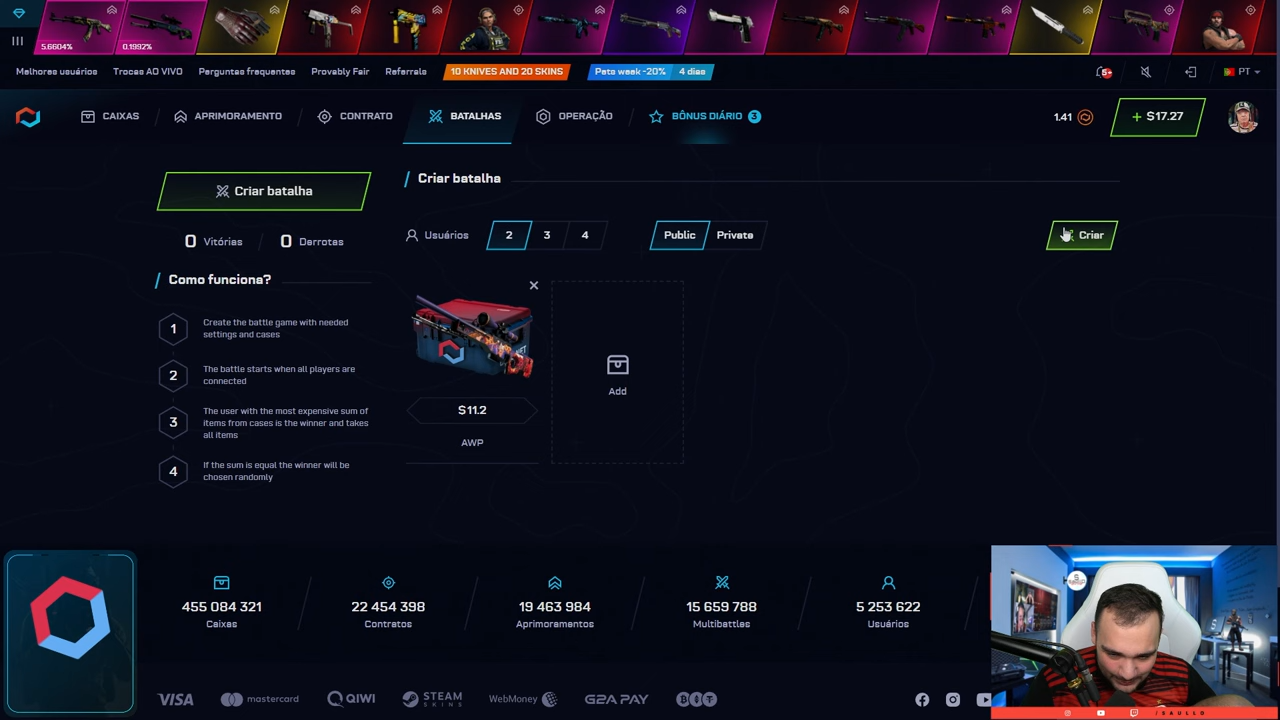 5.6604%
0.1992%
Melhores usuários
Trocas AO VIVO
Perguntas frequentes
Provably Fair
Referrals
10 KNIVES AND 20 SKINS
Pets week -20%
4 dias
5+
PT
CAIXAS
APRIMORAMENTO
CONTRATO
BATALHAS
OPERAÇÃO
BÔNUS DIÁRIO 3
1.41
+ $17.27
Criar batalha
0 Vitórias
0 Derrotas
Como funciona?
1
Create the battle game with needed
settings and cases
2
The battle starts when all players are
connected
3
The user with the most expensive sum of
items from cases is the winner and takes
all items
4
If the sum is equal the winner will be
chosen randomly
Criar batalha
Usuários
2
3
4
Public
Private
Criar
$11.2
AWP
Add
455 084 321
Caixas
22 454 398
Contratos
19 463 984
Aprimoramentos
15 659 788
Multibattles
5 253 622
Usuários
VISA
mastercard
QIWI
STEAM
SKINS
WebMoney
G2A PAY
/SAULLO